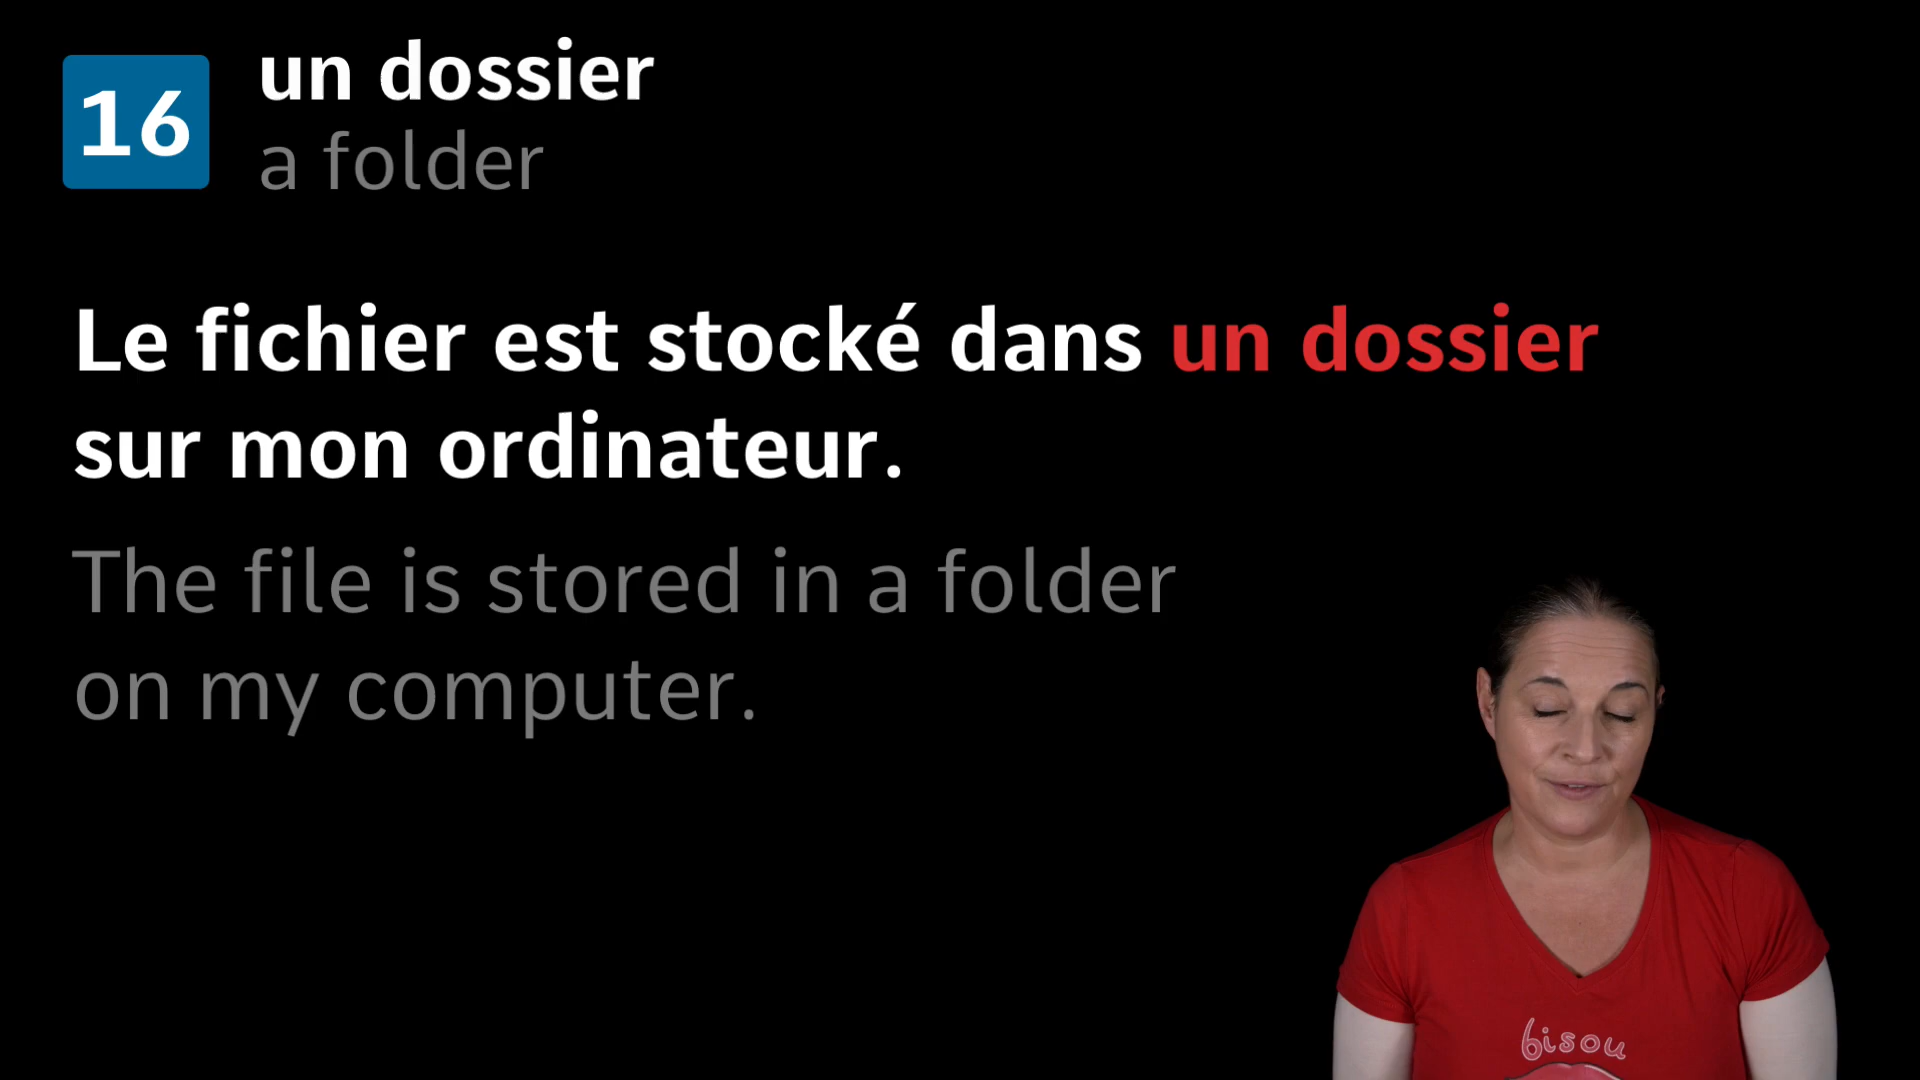 16
un dossier
a folder
Le fichier est stocké dans un dossier
sur mon ordinateur.
The file is stored in a folder
on my computer.
bisou